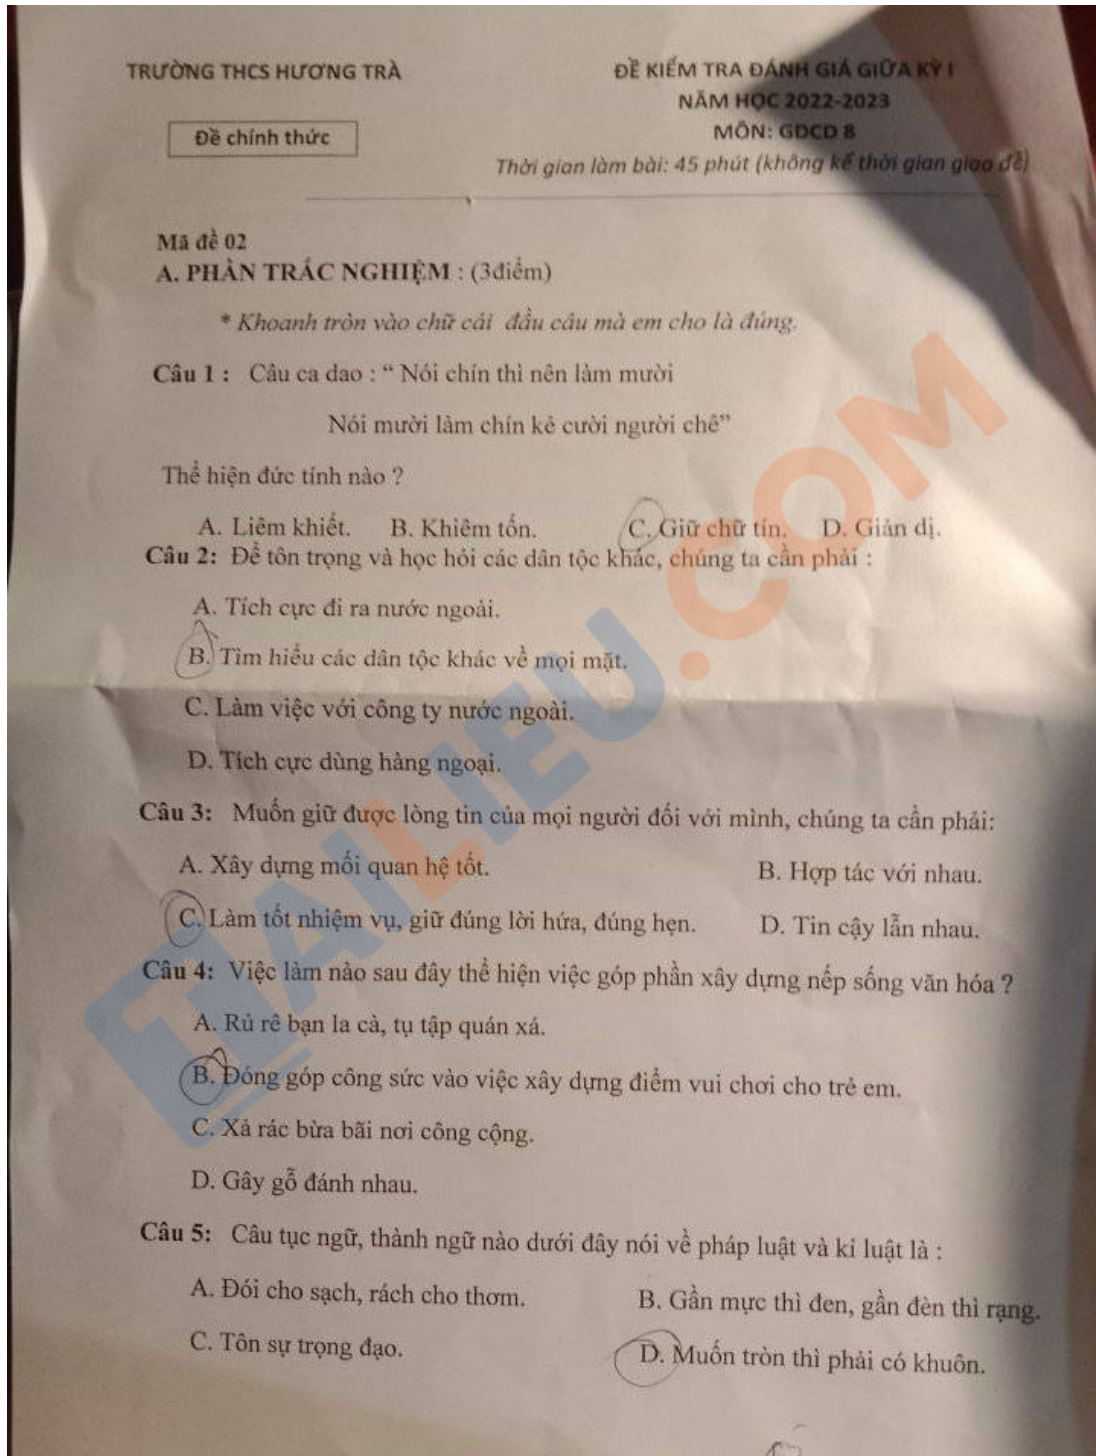 TRƯỜNG THCS HƯƠNG TRÀ
ĐỀ KIỂM TRA ĐÁNH GIÁ GIỮA KỲ I
NĂM HỌC 2022-2023
Đề chính thức
MÔN: GDCD 8
Thời gian làm bài: 45 phút (không kể thời gian giao đề)
Mã đề 02
A. PHẦN TRẮC NGHIỆM : (3điểm)
* Khoanh tròn vào chữ cái đầu câu mà em cho là đúng.
Câu 1 : Câu ca dao : “ Nói chín thì nên làm mười
Nói mười làm chín kẻ cười người chê”
Thể hiện đức tính nào ?
A. Liêm khiết. B. Khiêm tốn. C. Giữ chữ tín. D. Giản dị.
Câu 2: Để tôn trọng và học hỏi các dân tộc khác, chúng ta cần phải :
A. Tích cực đi ra nước ngoài.
B. Tìm hiểu các dân tộc khác về mọi mặt.
C. Làm việc với công ty nước ngoài.
D. Tích cực dùng hàng ngoại.
Câu 3: Muốn giữ được lòng tin của mọi người đối với mình, chúng ta cần phải:
A. Xây dựng mối quan hệ tốt. B. Hợp tác với nhau.
C. Làm tốt nhiệm vụ, giữ đúng lời hứa, đúng hẹn. D. Tin cậy lẫn nhau.
Câu 4: Việc làm nào sau đây thể hiện việc góp phần xây dựng nếp sống văn hóa ?
A. Rủ rê bạn la cà, tụ tập quán xá.
B. Đóng góp công sức vào việc xây dựng điểm vui chơi cho trẻ em.
C. Xả rác bừa bãi nơi công cộng.
D. Gây gỗ đánh nhau.
Câu 5: Câu tục ngữ, thành ngữ nào dưới đây nói về pháp luật và kỉ luật là :
A. Đói cho sạch, rách cho thơm. B. Gần mực thì đen, gần đèn thì rạng.
C. Tôn sự trọng đạo. D. Muốn tròn thì phải có khuôn.
TAILIEU.COM